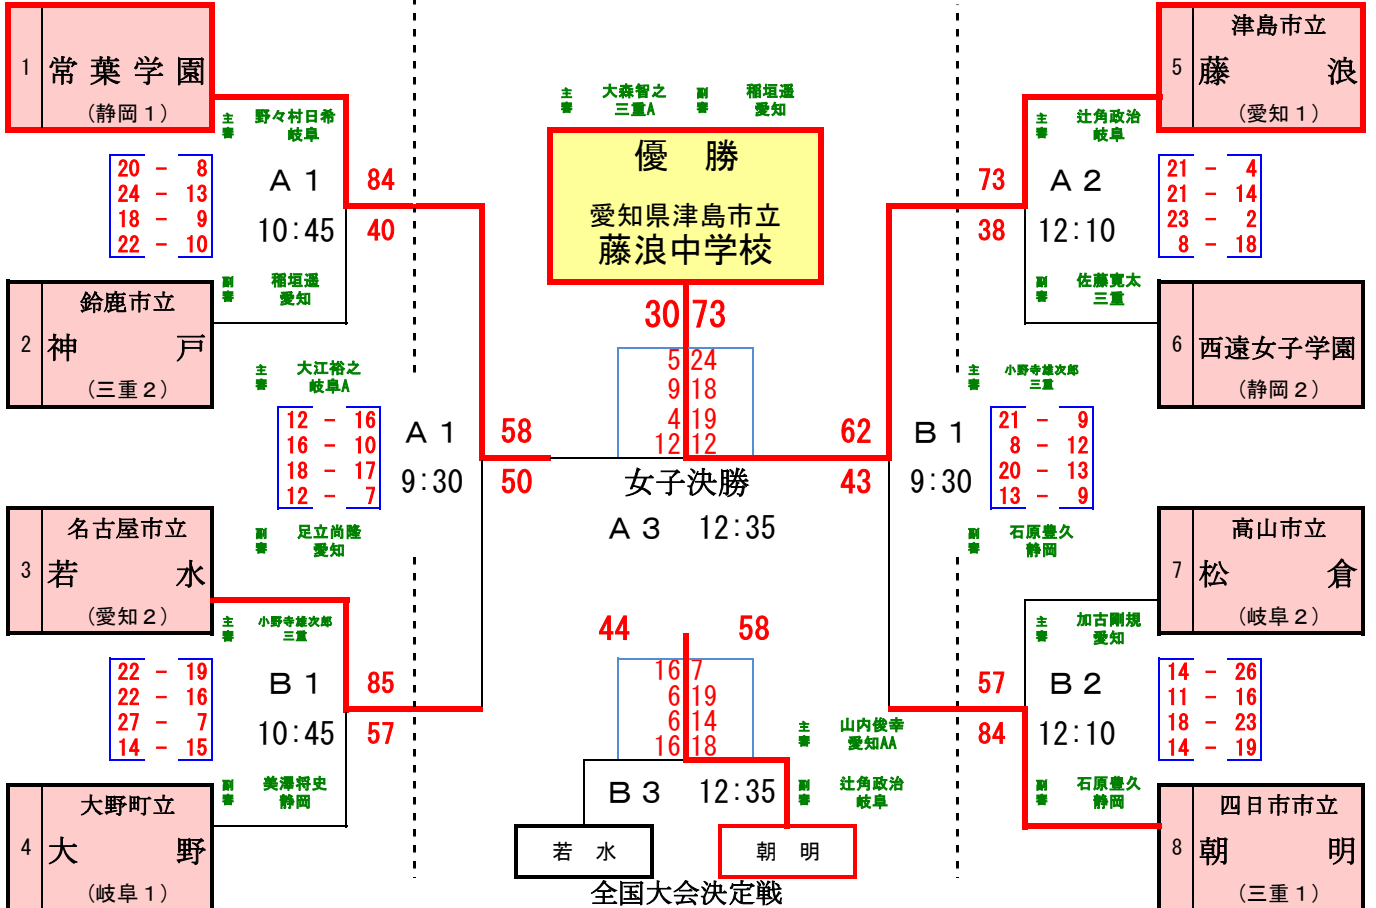 1
常葉学園
(静岡1)
主審
野々村日希
岐阜
20 - 8
24 - 13
18 - 9
22 - 10
A1
10:45
84
40
副審
稲垣遥
愛知
2
鈴鹿市立
神戸
(三重2)
主審
大江裕之
岐阜A
12 - 16
16 - 10
18 - 17
12 - 7
A1
9:30
58
50
副審
足立尚隆
愛知
3
名古屋市立
若水
(愛知2)
主審
小野寺雄次郎
三重
22 - 19
22 - 16
27 - 7
14 - 15
B1
10:45
85
57
副審
美澤将史
静岡
4
大野町立
大野
(岐阜1)
主審
大森智之
三重A
副審
稲垣遥
愛知
優勝
愛知県津島市立
藤浪中学校
30 73
5 24
9 18
4 19
12 12
女子決勝
A3 12:35
44 58
16 7
6 19
6 14
16 18
主審
山内俊幸
愛知AA
B3 12:35
副審
辻角政治
岐阜
若水
朝明
全国大会決定戦
5
津島市立
藤浪
(愛知1)
主審
辻角政治
岐阜
73
38
A2
12:10
21 - 4
21 - 14
23 - 2
8 - 18
副審
佐藤寛太
三重
6
西遠女子学園
(静岡2)
主審
小野寺雄次郎
三重
62
43
B1
9:30
21 - 9
8 - 12
20 - 13
13 - 9
副審
石原豊久
静岡
7
高山市立
松倉
(岐阜2)
主審
加古剛規
愛知
57
84
B2
12:10
14 - 26
11 - 16
18 - 23
14 - 19
副審
石原豊久
静岡
8
四日市市立
朝明
(三重1)